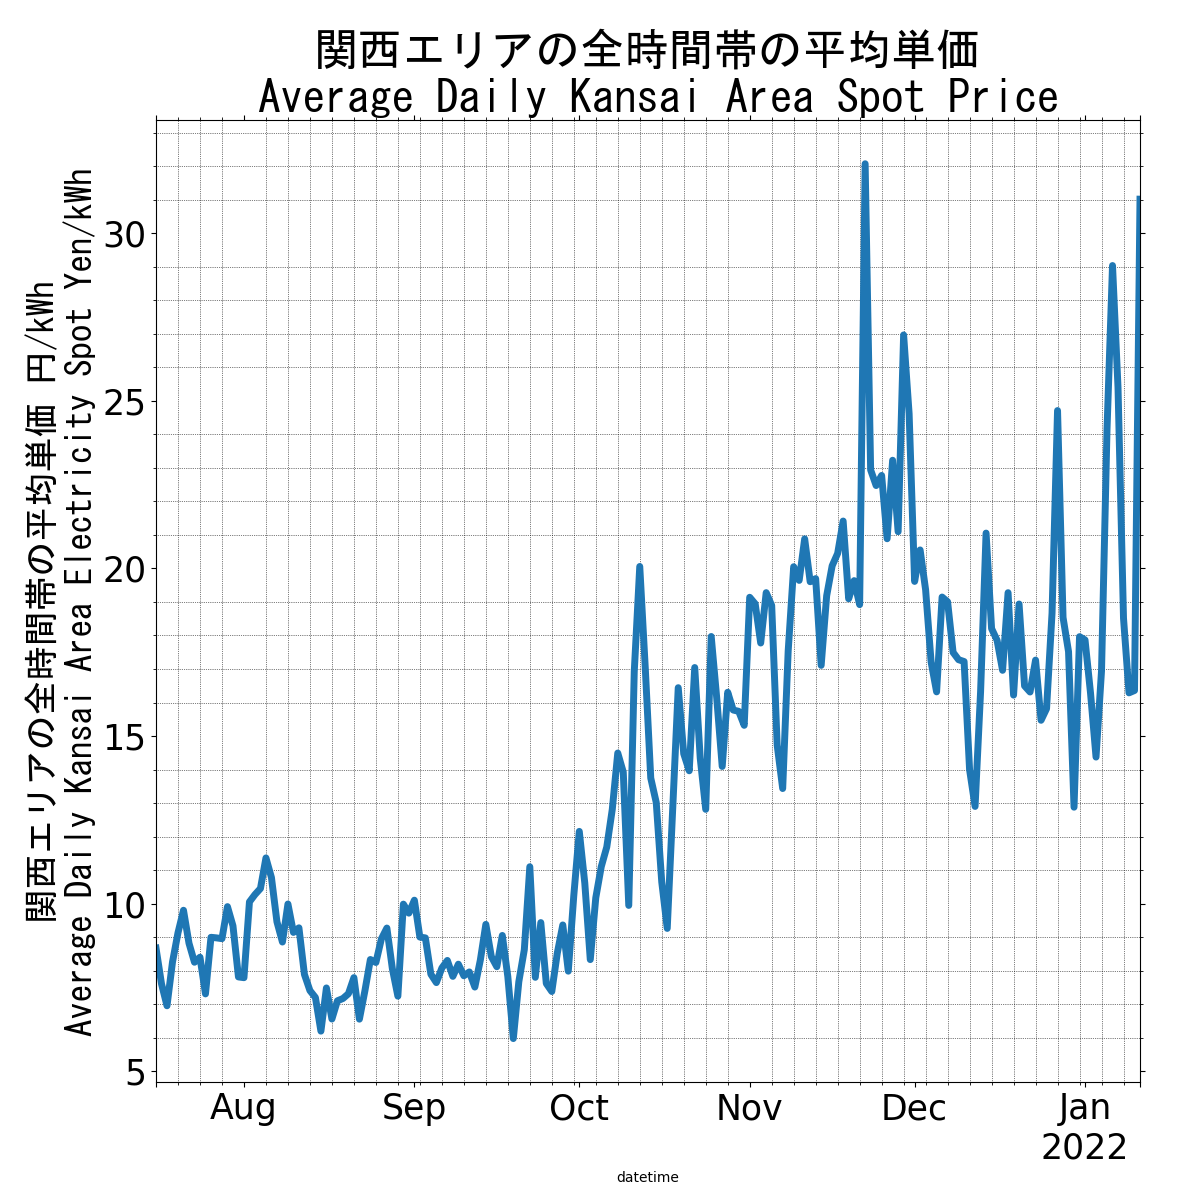 関西エリアの全時間帯の平均単価
Average Daily Kansai Area Spot Price
関西エリアの全時間帯の平均単価 円/kWh
Average Daily Kansai Area Electricity Spot Yen/kWh
30
25
20
15
10
5
Aug
Sep
Oct
Nov
Dec
Jan
2022
datetime